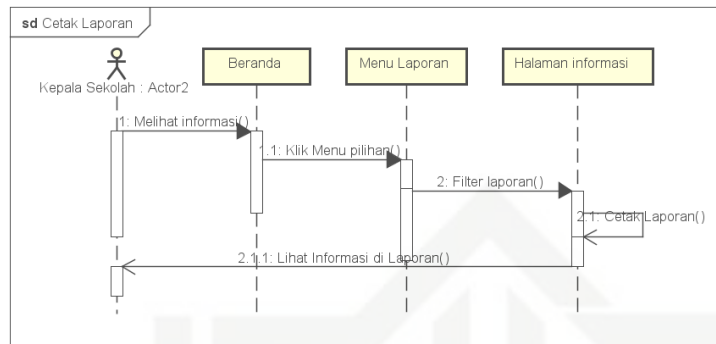 sd Cetak Laporan
Beranda
Menu Laporan
Halaman informasi
Kepala Sekolah : Actor2
1: Melihat informasi()
1.1: Klik Menu pilihan()
2: Filter laporan()
2.1: Cetak Laporan()
2.1.1: Lihat Informasi di Laporan()